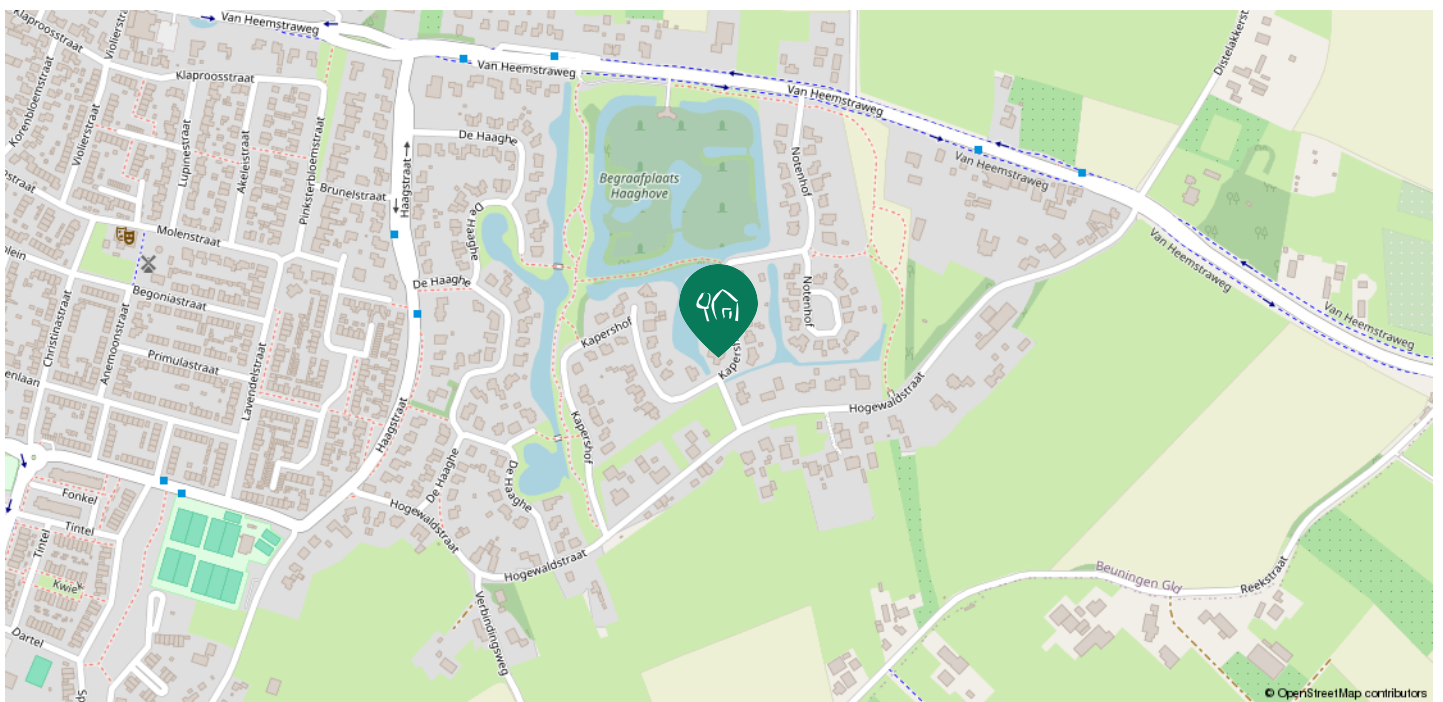 Van Heemstraweg
Klaproosstraat
Violierstraat
Klaproosstraat
Van Heemstraweg
Van Heemstraweg
Distelakkerst
Korenbloemstraat
Violierstraat
Lupinestraat
Akeleistraat
Pinksterbloemstraat
Brunelstraat
Haagstraat
De Haaghe
De Haaghe
Begraafplaats
Haaghove
Notenhof
Van Heemstraweg
Molenstraat
De Haaghe
Notenhof
Van Heemstraweg
Van Heemstraweg
Begoniastraat
Christinastraat
Anemoonstraat
Primulastraat
Lavendelstraat
Kapershof
Kapers
Hogewaldstraat
Haagstraat
Kapershof
De Haaghe
De Haaghe
Fonkel
Tintel
Tintel
Kwiek
Dartel
Hogewaldstraat
Hogewaldstraat
Verbindingsweg
Beuningen Gld
Reekstraat
© OpenStreetMap contributors